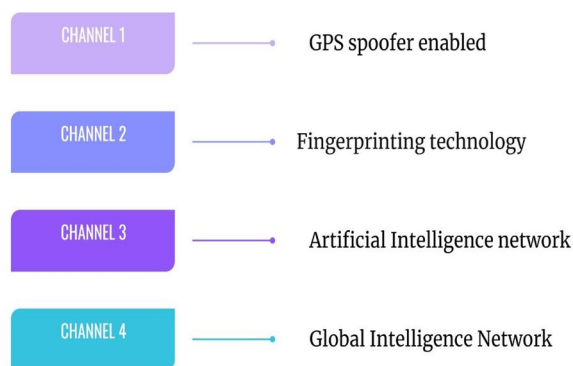 CHANNEL 1
GPS spoofer enabled
CHANNEL 2
Fingerprinting technology
CHANNEL 3
Artificial Intelligence network
CHANNEL 4
Global Intelligence Network